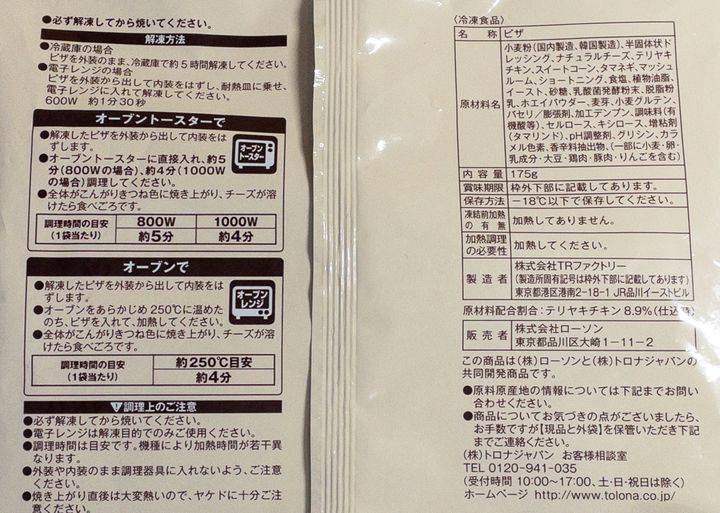 ●必ず解凍してから焼いてください。
解凍方法
●冷蔵庫の場合
ピザを外装のまま、冷蔵庫で約5時間解凍してください。
●電子レンジの場合
ピザを外装から出して内装をはずし、耐熱皿に乗せ、
電子レンジに入れて解凍してください。
600W 約1分30秒
オーブントースターで
●解凍したピザを外装から出して内装をは
ずします。
●オーブントースターに直接入れ、約5
分(800Wの場合)、約4分(1000W
の場合)調理してください。
●全体がこんがりきつね色に焼き上がり、チーズが溶
けたら食べごろです。
オーブン
トースター
調理時間の目安
(1袋当たり)
800W
1000W
約5分
約4分
オーブンで
●解凍したピザを外装から出して内装をは
ずします。
●オーブンをあらかじめ250℃に温めた
のち、ピザを入れて、加熱してください。
●全体がこんがりきつね色に焼き上がり、チーズが溶
けたら食べごろです。
オーブン
レンジ
調理時間の目安
(1袋当たり)
約250℃目安
約4分
調理上のご注意
●必ず解凍してから焼いてください。
●電子レンジは解凍目的でのみご使用ください。
●調理時間は目安です。機種により加熱時間が若干異
なります。
●外装や内装のまま調理器具に入れないよう、ご注意
ください。
●焼き上がり直後は大変熱いので、ヤケドに十分ご注
意ください。
〈冷凍食品〉
名称 ピザ
原材料名
小麦粉(国内製造、韓国製造)、半固体状ド
レッシング、ナチュラルチーズ、テリヤキ
チキン、スイートコーン、タマネギ、マッシュ
ルーム、ショートニング、食塩、植物油脂、
イースト、砂糖、乳酸菌発酵粉末、脱脂粉
乳、ホエイパウダー、麦芽、小麦グルテン、
パセリ／膨張剤、加工デンプン、調味料(有
機酸等)、セルロース、キシロース、増粘剤
(タマリンド)、pH調整剤、グリシン、カラメ
ル色素、香辛料抽出物、(一部に小麦・卵・
乳成分・大豆・鶏肉・豚肉・りんごを含む)
内容量 175g
賞味期限 枠外下部に記載してあります。
保存方法 −18℃以下で保存してください。
凍結前加熱
の有無
加熱してありません。
加熱調理
の必要性
加熱してください。
製造者
株式会社TRファクトリー
(製造所固有記号は枠外下部に記載してあります)
東京都港区港南2-18-1 JR品川イーストビル
原材料配合割合：テリヤキチキン 8.9%(仕込時)
販売者
株式会社ローソン
東京都品川区大崎1−11−2
この商品は(株)ローソンと(株)トロナジャパンの
共同開発商品です。
●原料原産地の情報については下記までお問い
合わせください。
●商品についてお気づきの点がございましたら、
お手数ですが【現品と外袋】を保管いただき下記
までご連絡ください。
(株)トロナジャパン お客様相談室
TEL 0120−941−035
(受付時間 10:00〜17:00、土・日・祝日は除く)
ホームページ http://www.tolona.co.jp/